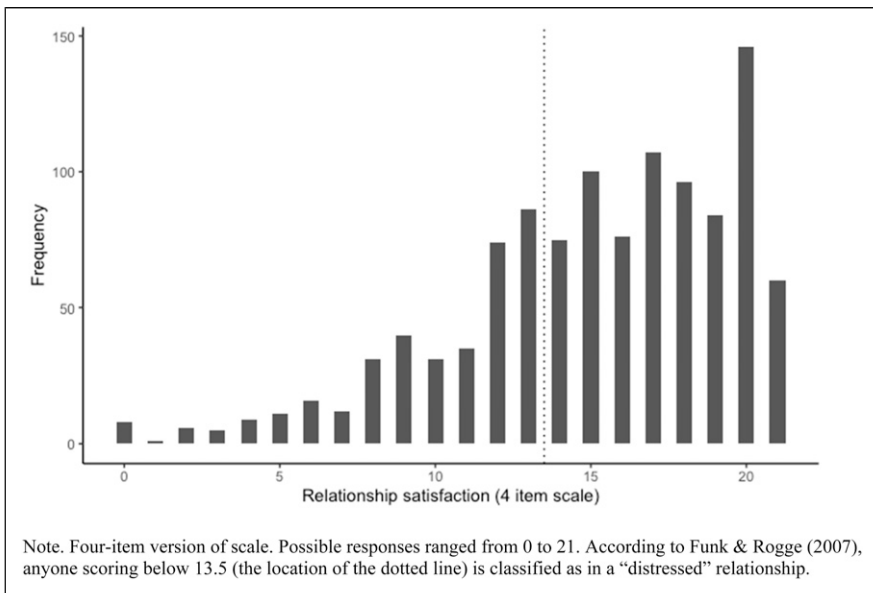 150
100
50
0
Frequency
0 5 10 15 20
Relationship satisfaction (4 item scale)
Note. Four-item version of scale. Possible responses ranged from 0 to 21. According to Funk & Rogge (2007),
anyone scoring below 13.5 (the location of the dotted line) is classified as in a “distressed” relationship.